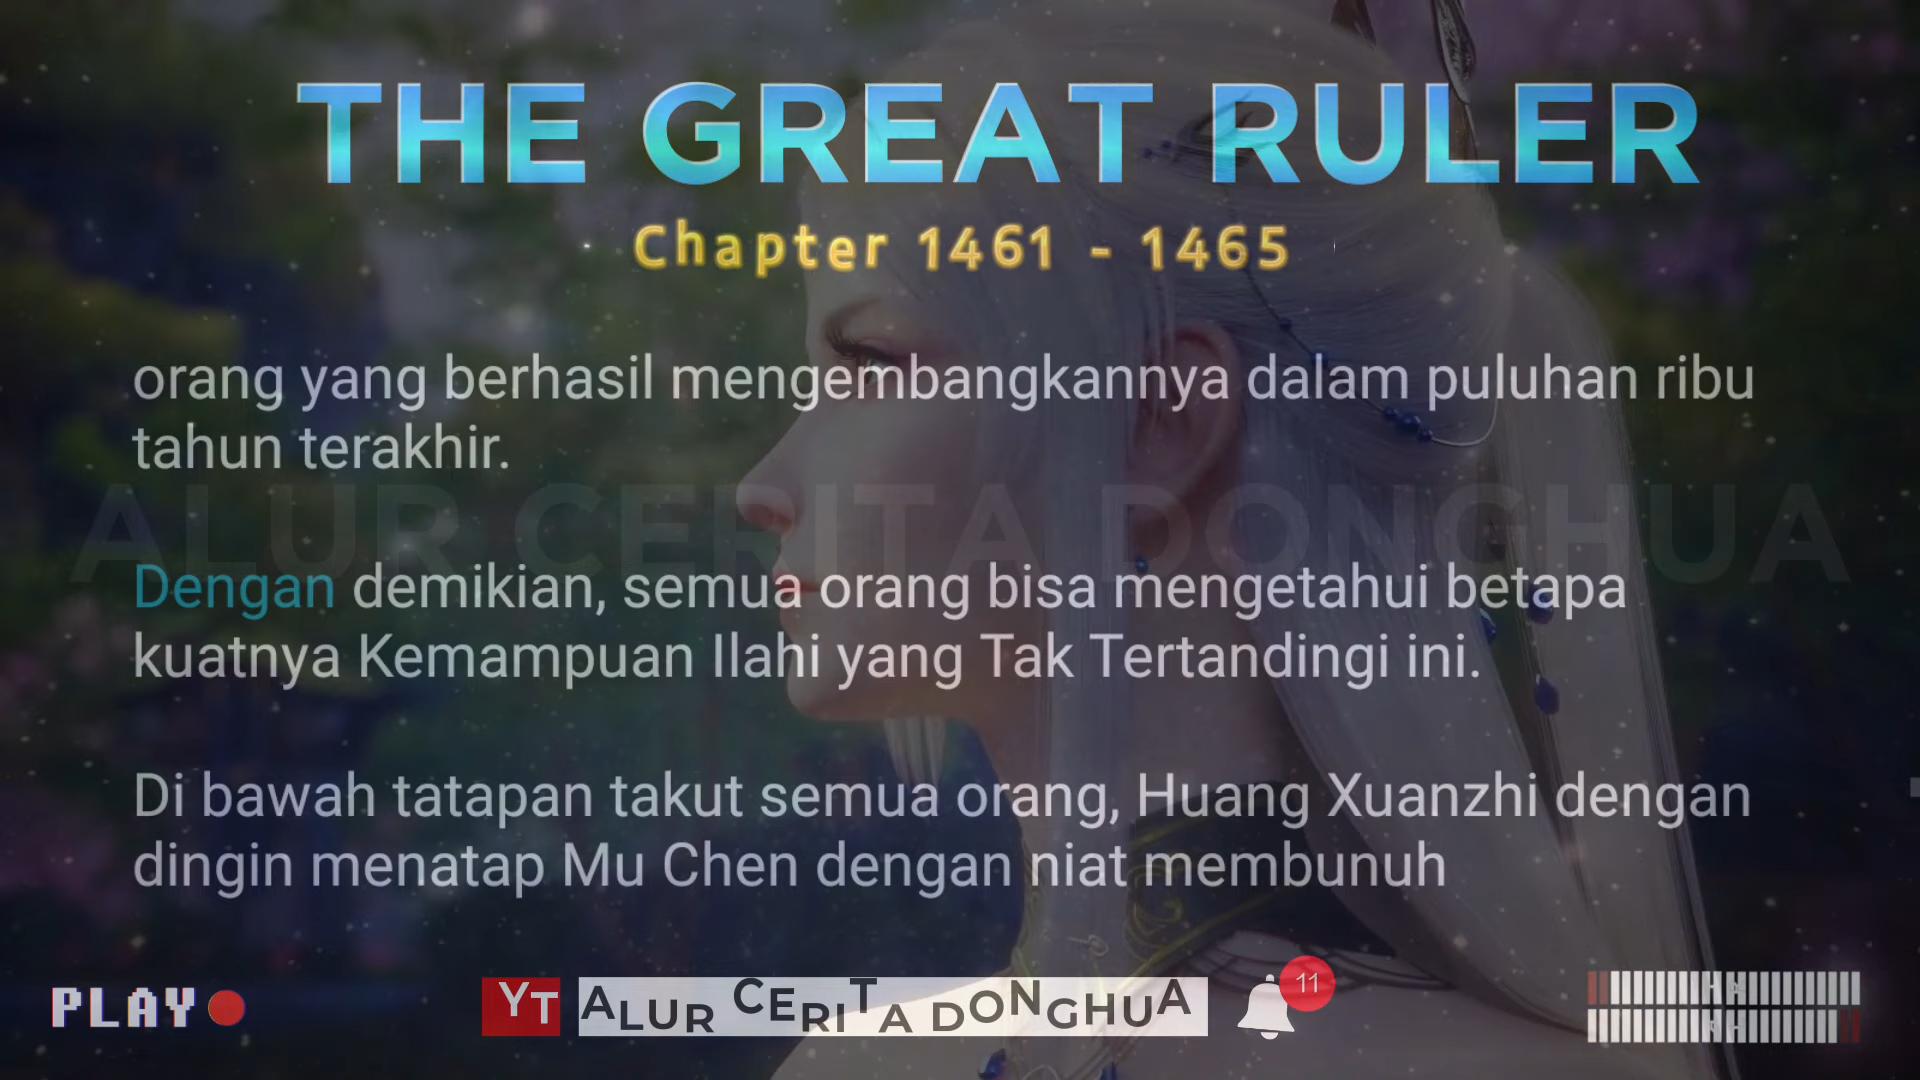 THE GREAT RULER
Chapter 1461 - 1465
orang yang berhasil mengembangkannya dalam puluhan ribu
tahun terakhir.
ALUR CERITA DONGHUA
Dengan demikian, semua orang bisa mengetahui betapa
kuatnya Kemampuan Ilahi yang Tak Tertandingi ini.
Di bawah tatapan takut semua orang, Huang Xuanzhi dengan
dingin menatap Mu Chen dengan niat membunuh
PLAY
YT ALUR CERITA DONGHUA
11